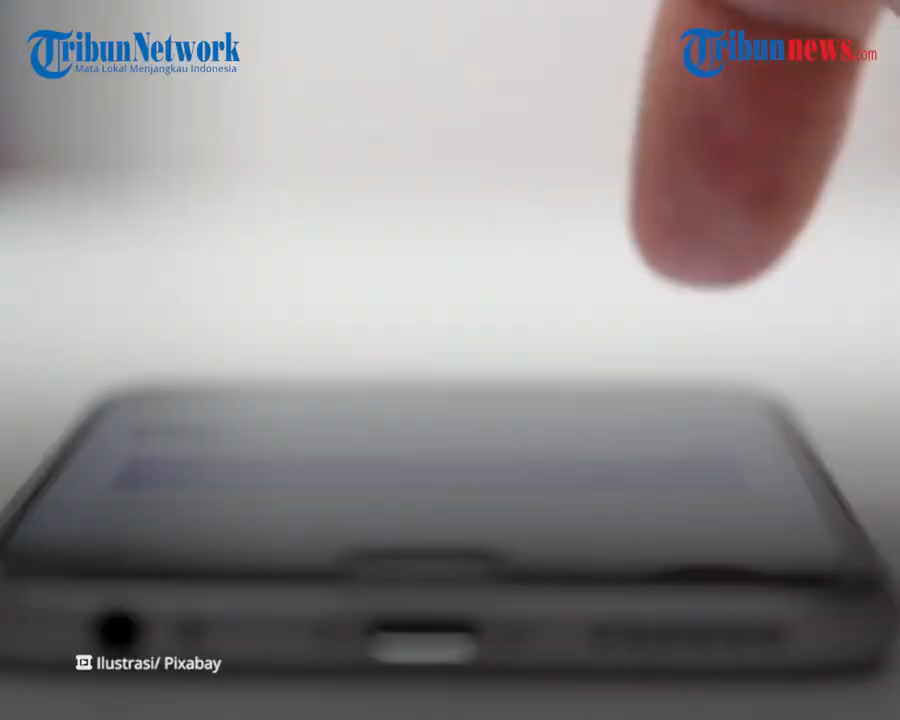 TribunNetwork
Mata Lokal Menjangkau Indonesia
Tribunnews.com
Ilustrasi/ Pixabay